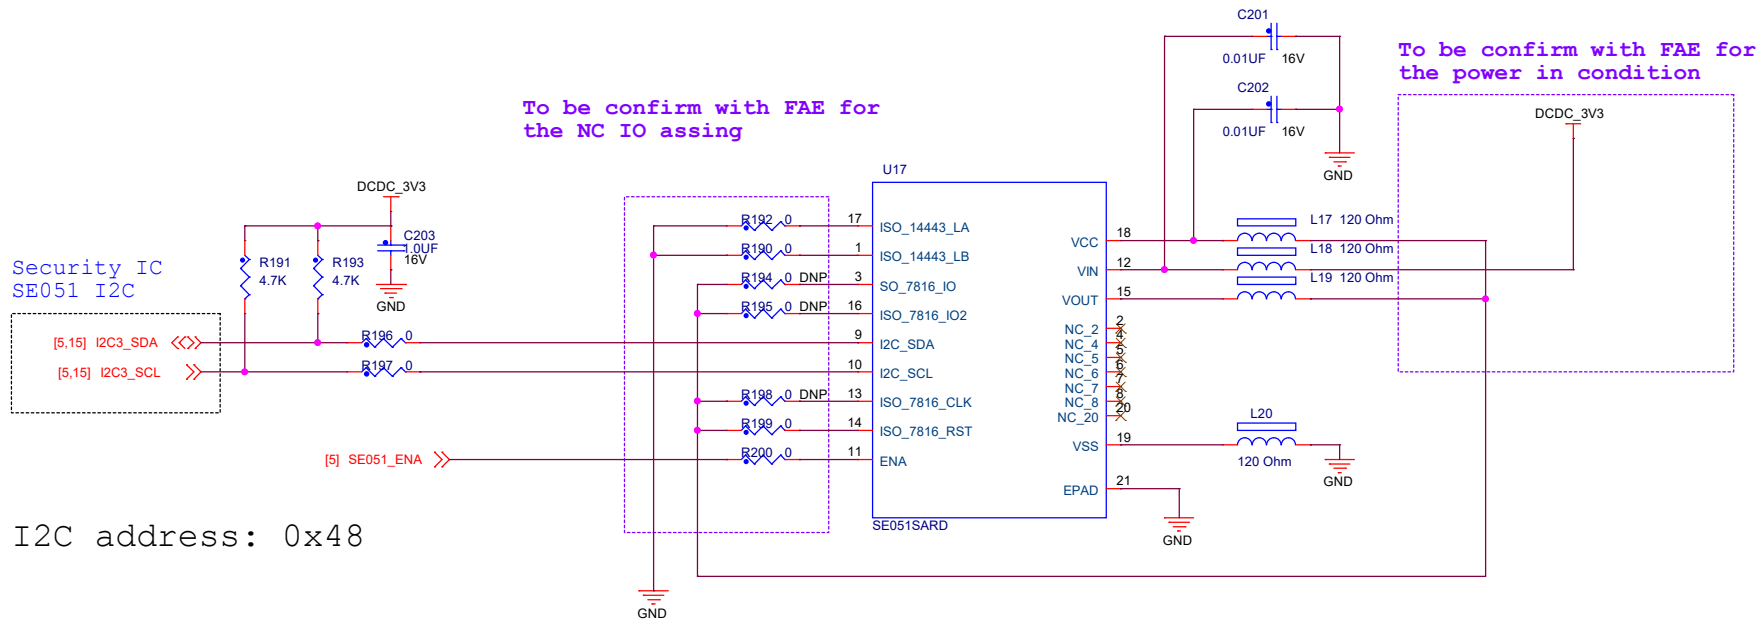 C201
0.01UF 16V
C202
0.01UF 16V
To be confirm with FAE for
the power in condition
DCDC_3V3
GND
To be confirm with FAE for
the NC IO assing
DCDC_3V3
C203
1.0UF
16V
GND
R191
4.7K
R193
4.7K
Security IC
SE051 I2C
[5,15] I2C3_SDA
[5,15] I2C3_SCL
R196 0
R197 0
[5] SE051_ENA
R192 0
R190 0
R194 0 DNP
R195 0 DNP
R198 0 DNP
R199 0
R200 0
GND
U17
17 ISO_14443_LA
1 ISO_14443_LB
3 SO_7816_IO
16 ISO_7816_IO2
9 I2C_SDA
10 I2C_SCL
13 ISO_7816_CLK
14 ISO_7816_RST
11 ENA
VCC 18
VIN 12
VOUT 15
NC_2 2
NC_4 4
NC_5 5
NC_6 6
NC_7 7
NC_8 8
NC_20 20
VSS 19
EPAD 21
SE051SARD
L17 120 Ohm
L18 120 Ohm
L19 120 Ohm
L20
120 Ohm
GND
GND
I2C address: 0x48